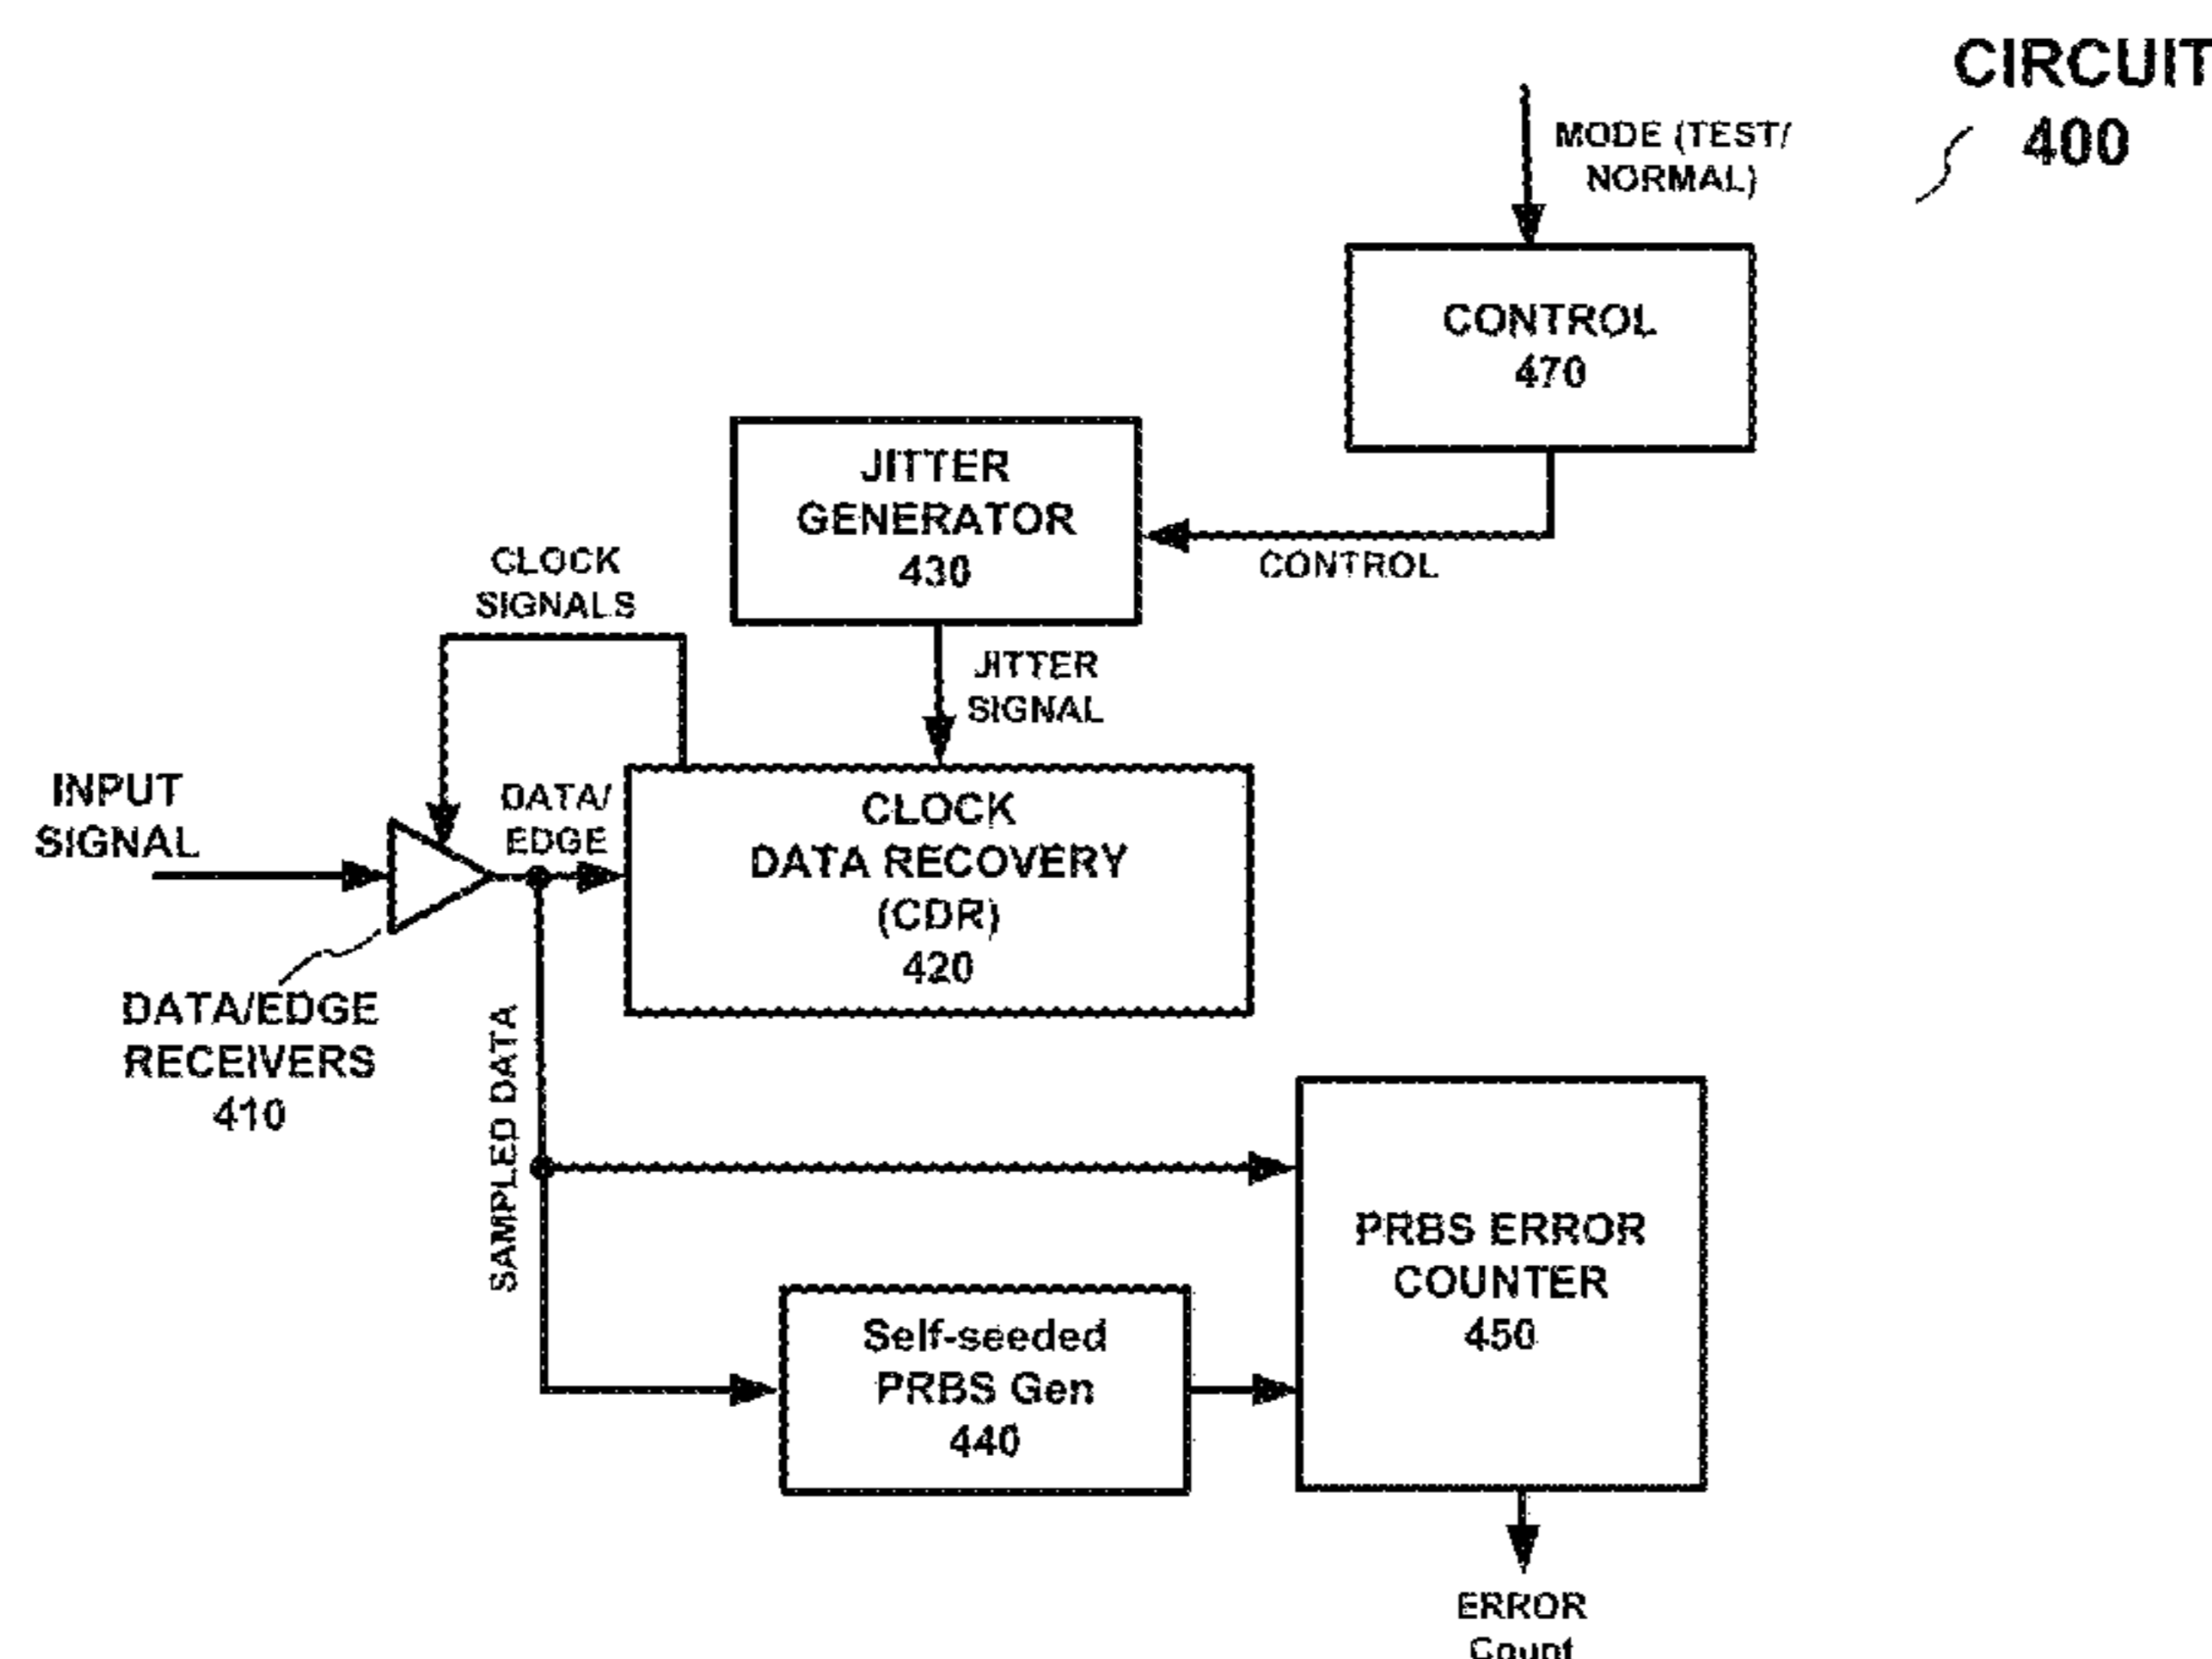 CIRCUIT
400
MODE (TEST/
NORMAL)
CONTROL
470
JITTER
GENERATOR
430
CONTROL
CLOCK
SIGNALS
JITTER
SIGNAL
INPUT
SIGNAL
DATA/
EDGE
CLOCK
DATA RECOVERY
(CDR)
420
DATA/EDGE
RECEIVERS
410
SAMPLED DATA
PRBS ERROR
COUNTER
450
Self-seeded
PRBS Gen
440
ERROR
Count